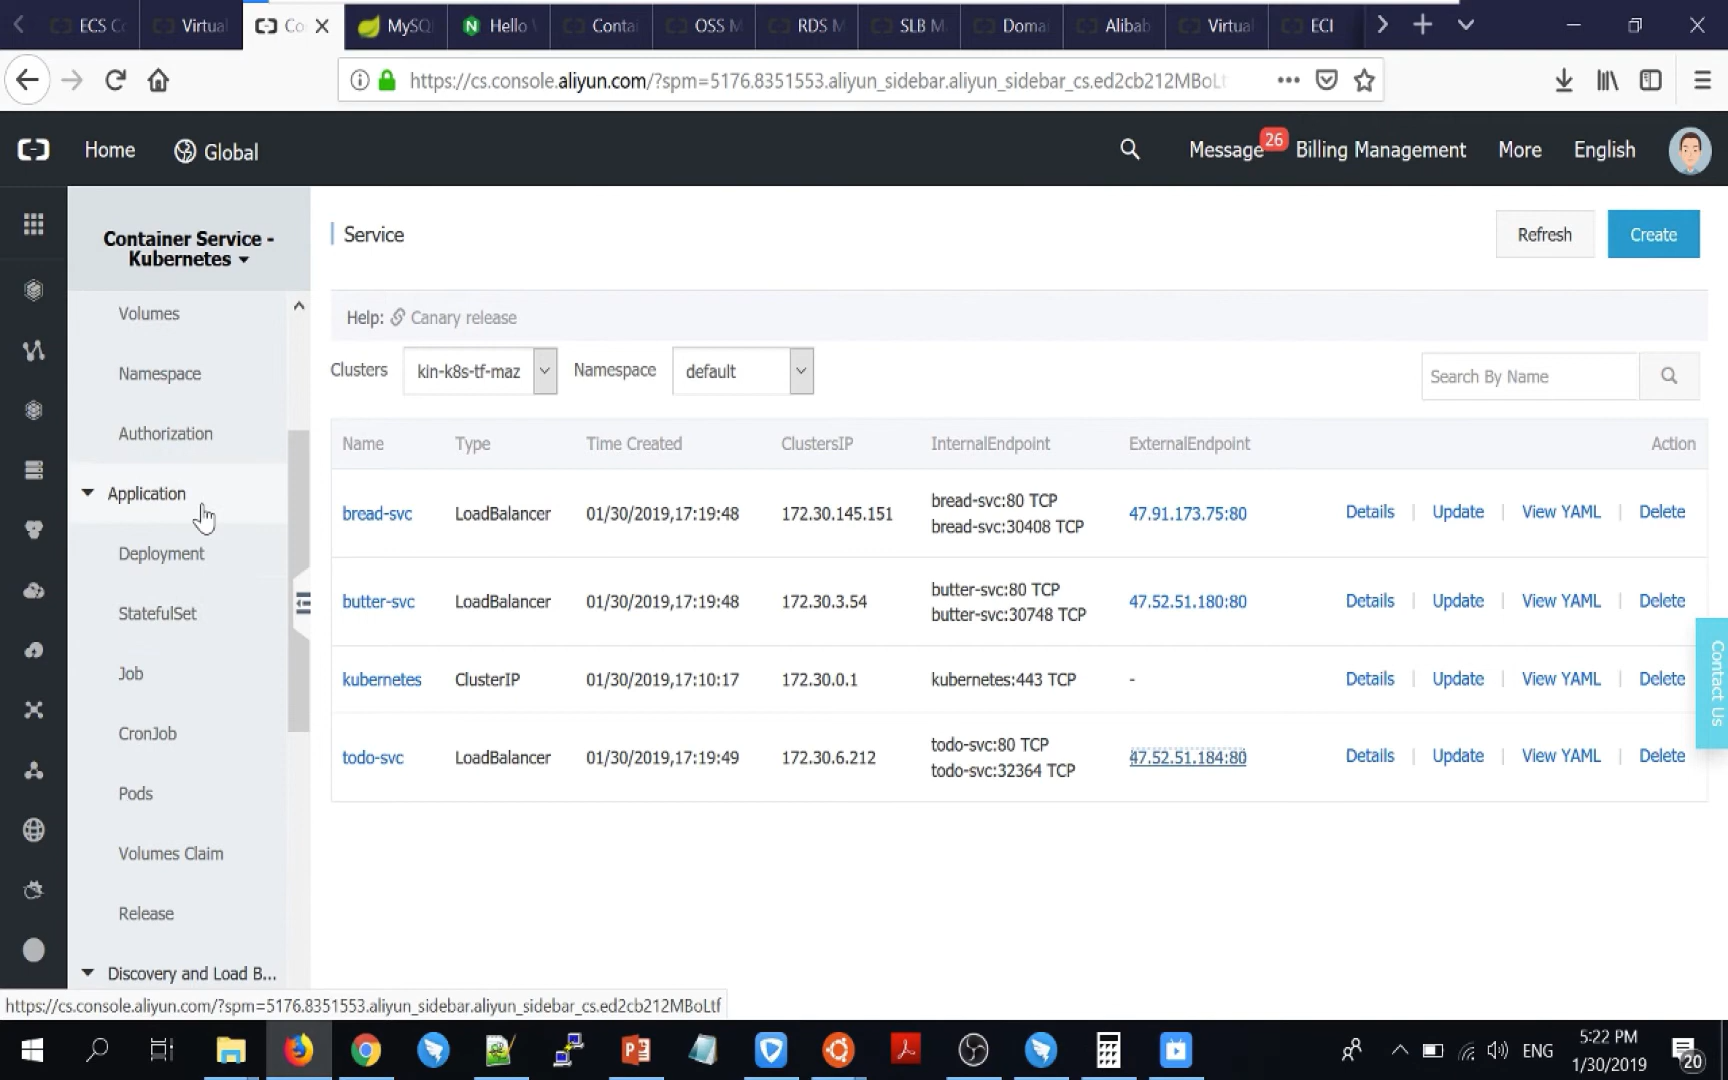 ECS C
Virtual
Co
MySQ
Hello
Contai
OSS M
RDS M
SLB M
Domai
Alibab
Virtual
ECI
https://cs.console.aliyun.com/?spm=5176.8351553.aliyun_sidebar.aliyun_sidebar_cs.ed2cb212MBoLt
Home
Global
Message
26
Billing Management
More
English
Container Service -
Kubernetes
Volumes
Namespace
Authorization
Application
Deployment
StatefulSet
Job
CronJob
Pods
Volumes Claim
Release
Discovery and Load B...
Service
Refresh
Create
Help: Canary release
Clusters kin-k8s-tf-maz Namespace default
Search By Name
Name Type Time Created ClustersIP InternalEndpoint ExternalEndpoint Action
bread-svc LoadBalancer 01/30/2019,17:19:48 172.30.145.151 bread-svc:80 TCP 47.91.173.75:80 Details | Update | View YAML | Delete
bread-svc:30408 TCP
butter-svc LoadBalancer 01/30/2019,17:19:48 172.30.3.54 butter-svc:80 TCP 47.52.51.180:80 Details | Update | View YAML | Delete
butter-svc:30748 TCP
kubernetes ClusterIP 01/30/2019,17:10:17 172.30.0.1 kubernetes:443 TCP - Details | Update | View YAML | Delete
todo-svc LoadBalancer 01/30/2019,17:19:49 172.30.6.212 todo-svc:80 TCP 47.52.51.184:80 Details | Update | View YAML | Delete
todo-svc:32364 TCP
Contact Us
https://cs.console.aliyun.com/?spm=5176.8351553.aliyun_sidebar.aliyun_sidebar_cs.ed2cb212MBoLtf
ENG
5:22 PM
1/30/2019
20